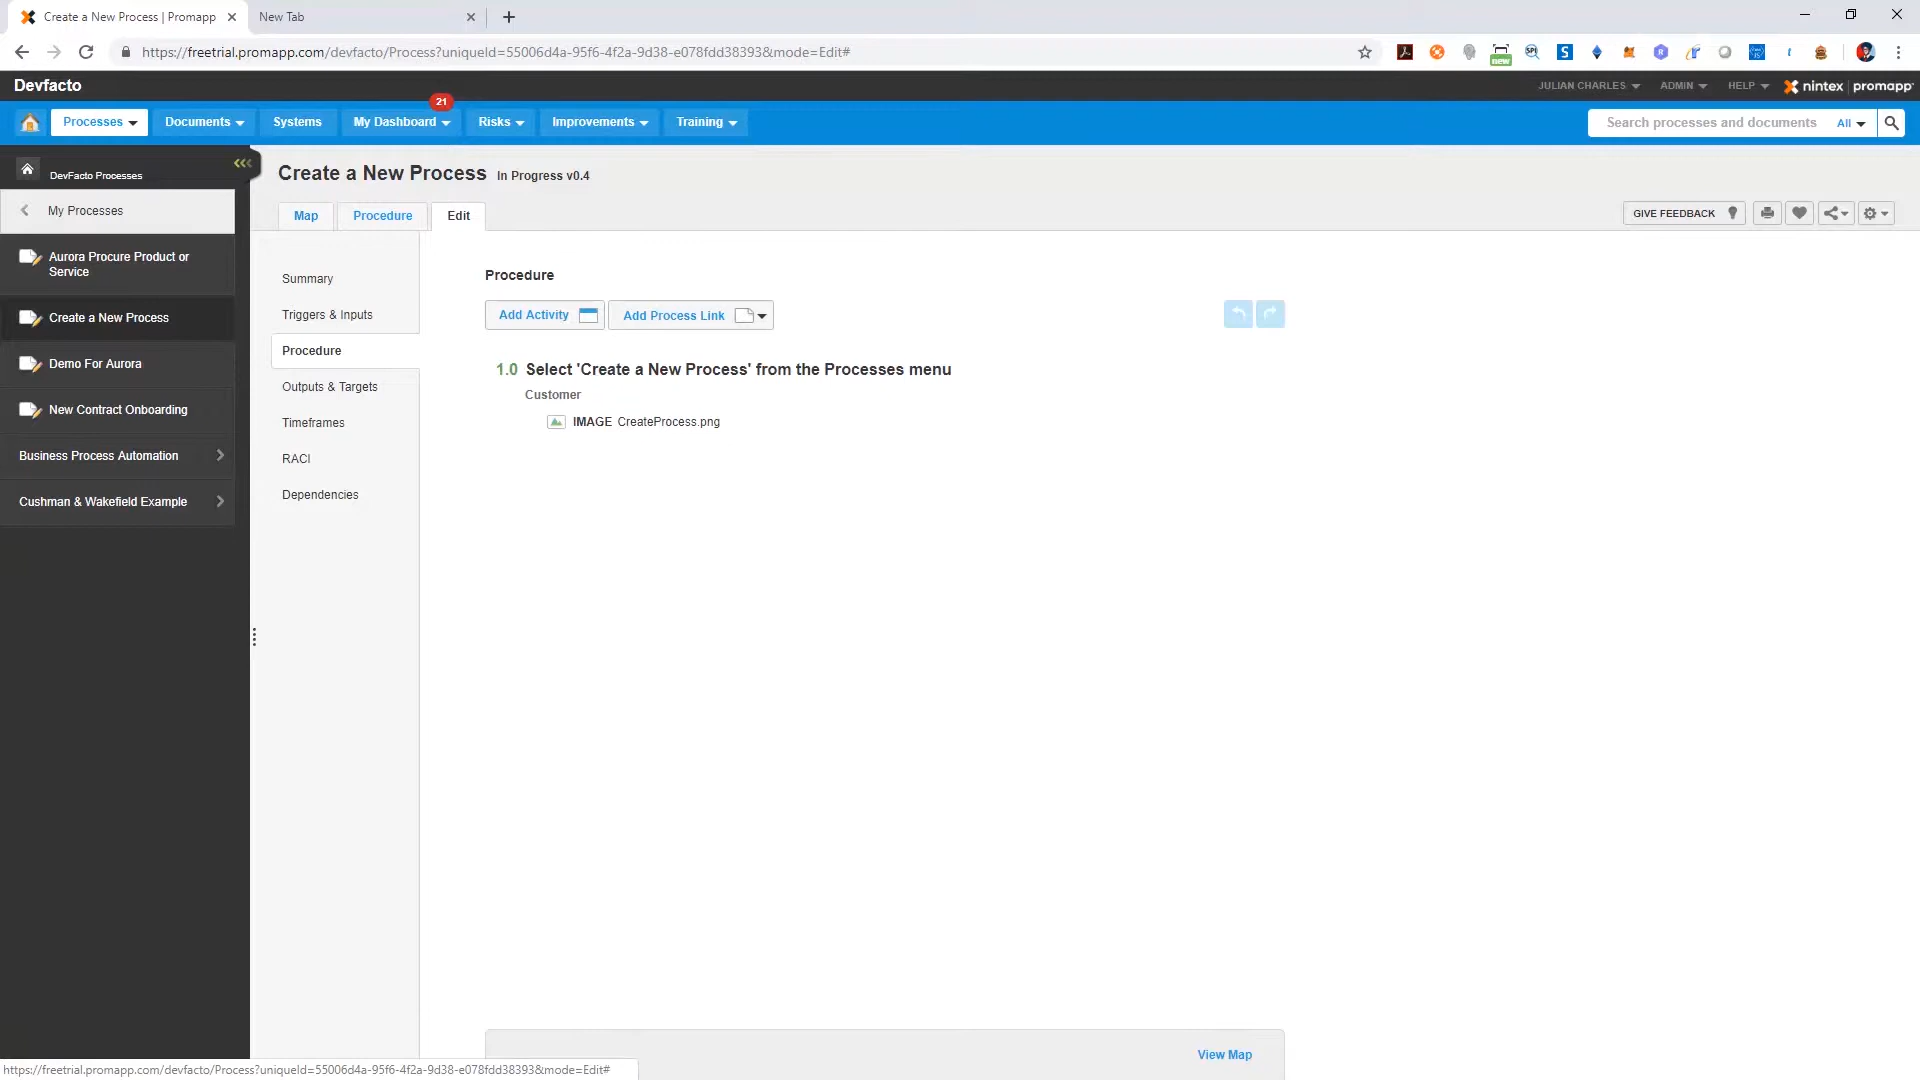 Create a New Process | Promapp
New Tab
https://freetrial.promapp.com/devfacto/Process?uniqueId=55006d4a-95f6-4f2a-9d38-e078fdd38393&mode=Edit#
new
Devfacto
JULIAN CHARLES
ADMIN
HELP
nintex | promapp
Processes
Documents
Systems
My Dashboard
21
Risks
Improvements
Training
Search processes and documents
All
DevFacto Processes
My Processes
Aurora Procure Product or
Service
Create a New Process
Demo For Aurora
New Contract Onboarding
Business Process Automation
Cushman & Wakefield Example
Create a New Process In Progress v0.4
Map
Procedure
Edit
GIVE FEEDBACK
Summary
Triggers & Inputs
Procedure
Outputs & Targets
Timeframes
RACI
Dependencies
Procedure
Add Activity
Add Process Link
1.0 Select 'Create a New Process' from the Processes menu
Customer
IMAGE CreateProcess.png
View Map
https://freetrial.promapp.com/devfacto/Process?uniqueId=55006d4a-95f6-4f2a-9d38-e078fdd38393&mode=Edit#